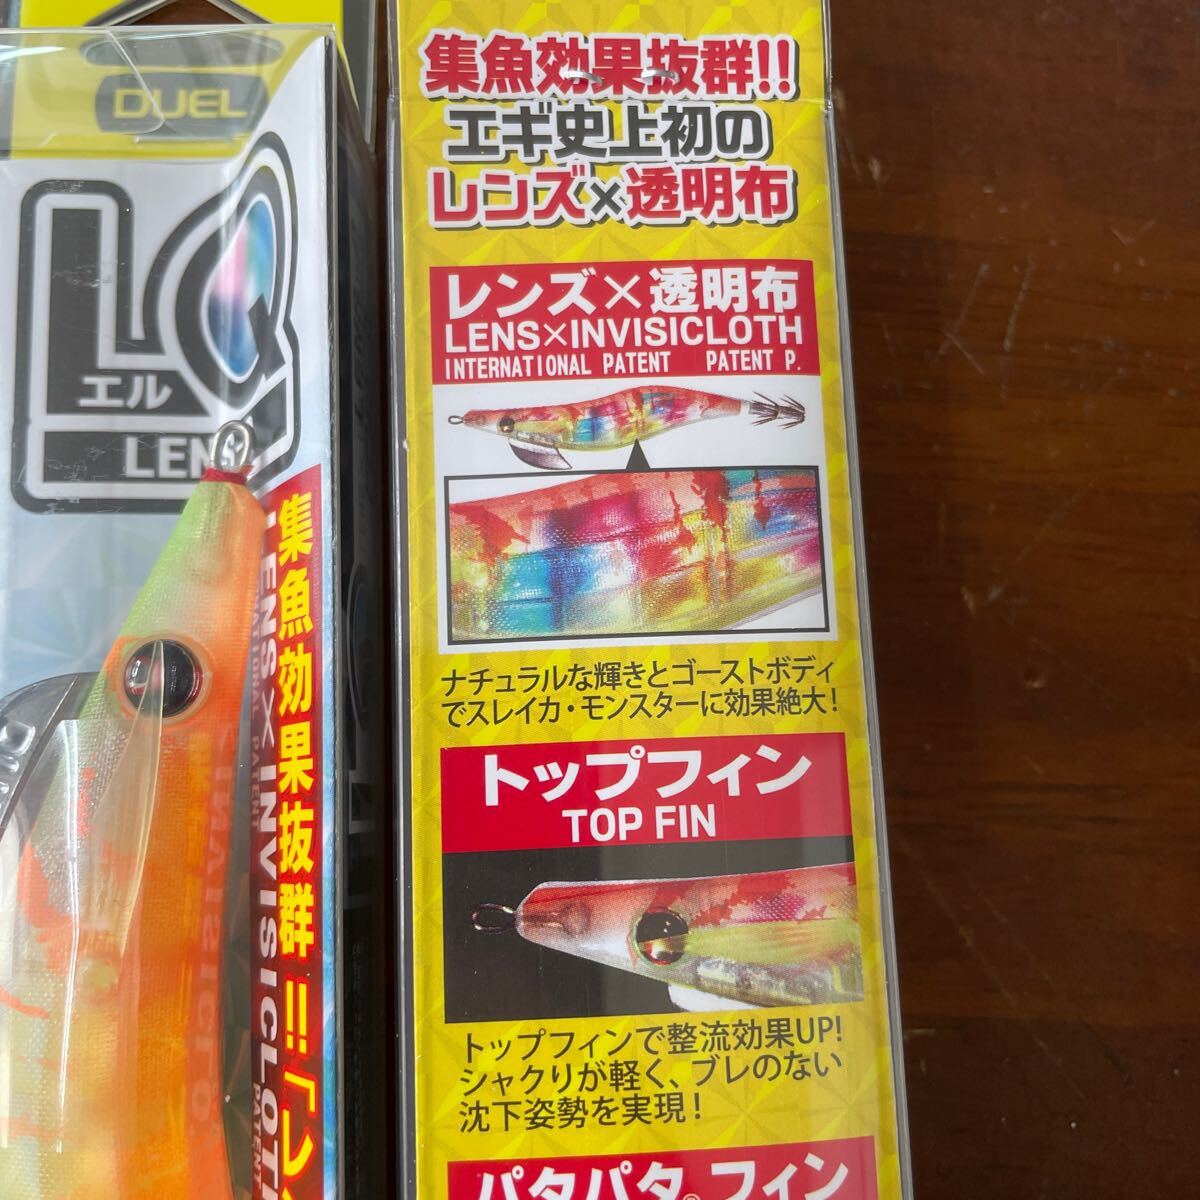 DUEL
LQ
エル
LENS
集魚効果抜群!!「レン
LENS×INVISICLOTH
集魚効果抜群!!
エギ史上初の
レンズ×透明布
レンズ×透明布
LENS×INVISICLOTH
INTERNATIONAL PATENT PATENT P.
ナチュラルな輝きとゴーストボディ
でスレイカ・モンスターに効果絶大!
トップフィン
TOP FIN
トップフィンで整流効果UP!
シャクリが軽く、ブレのない
沈下姿勢を実現!
パタパタ®フィン